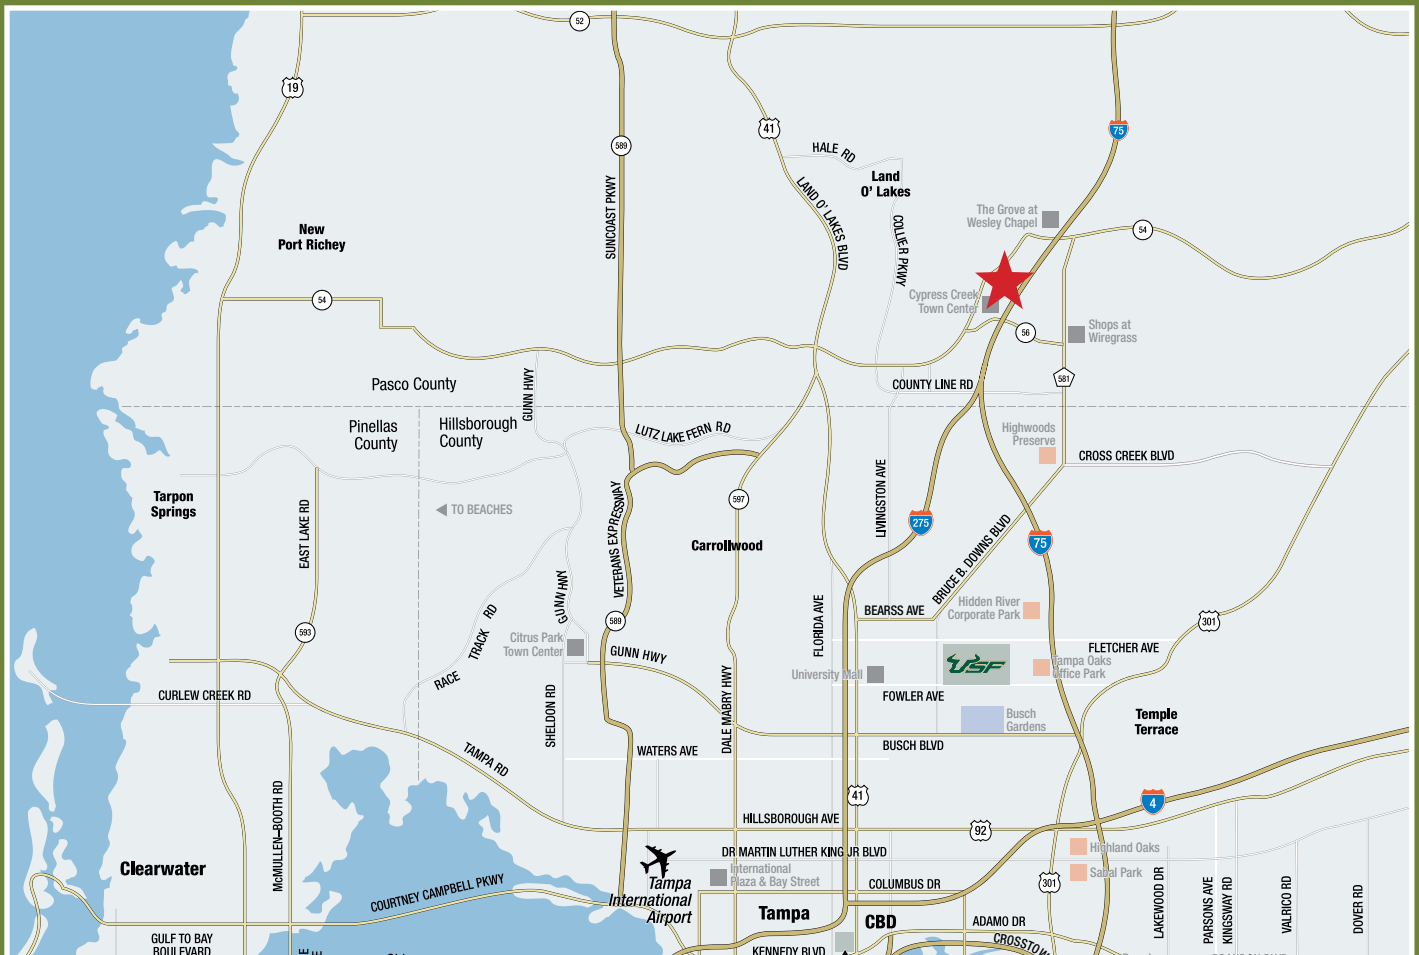 52
19
589
41
75
HALE RD
Land
O' Lakes
LAND O' LAKES BLVD
COLLIER PKWY
SUNCOAST PKWY
The Grove at
Wesley Chapel
54
New
Port Richey
54
Cypress Creek
Town Center
56
Shops at
Wiregrass
581
Pasco County
GUNN HWY
COUNTY LINE RD
Pinellas
County
Hillsborough
County
LUTZ LAKE FERN RD
Highwoods
Preserve
CROSS CREEK BLVD
Tarpon
Springs
EAST LAKE RD
TO BEACHES
VETERANS EXPRESSWAY
597
LIVINGSTON AVE
275
75
Carrollwood
BRUCE B. DOWNS BLVD
GUNN HWY
RACE TRACK RD
593
589
FLORIDA AVE
BEARSS AVE
Hidden River
Corporate Park
301
Citrus Park
Town Center
GUNN HWY
FLETCHER AVE
USF
Tampa Oaks
Office Park
University Mall
CURLEW CREEK RD
FOWLER AVE
SHELDON RD
DALE MABRY HWY
Busch
Gardens
Temple
Terrace
TAMPA RD
WATERS AVE
BUSCH BLVD
McMULLEN-BOOTH RD
41
4
HILLSBOROUGH AVE
92
DR MARTIN LUTHER KING JR BLVD
Highland Oaks
Clearwater
Tampa
International
Airport
International
Plaza & Bay Street
COLUMBUS DR
301
Sabal Park
COURTNEY CAMPBELL PKWY
LAKEWOOD DR
PARSONS AVE
KINGSWAY RD
VALRICO RD
DOVER RD
Tampa
CBD
ADAMO DR
GULF TO BAY
BOULEVARD
KENNEDY BLVD
CROSSTOW